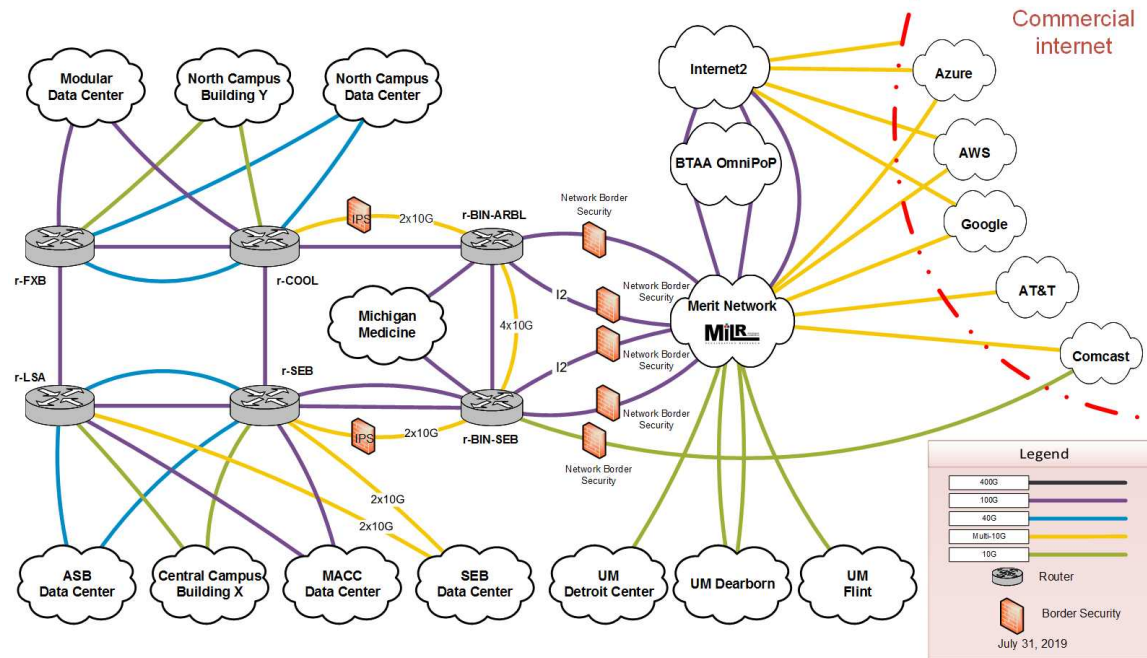 Commercial
internet
Modular
Data Center
North Campus
Building Y
North Campus
Data Center
Internet2
Azure
BTAA OmniPoP
AWS
Google
AT&T
Comcast
r-FXB
r-COOL
IPS
2x10G
r-BIN-ARBL
Network Border
Security
I2
Network Border
Security
Michigan
Medicine
4x10G
Merit Network
MiLR
Network Border
Security
I2
r-LSA
r-SEB
IPS
2x10G
r-BIN-SEB
Network Border
Security
Network Border
Security
2x10G
2x10G
ASB
Data Center
Central Campus
Building X
MACC
Data Center
SEB
Data Center
UM
Detroit Center
UM Dearborn
UM
Flint
Legend
400G
100G
40G
Multi-10G
10G
Router
Border Security
July 31, 2019